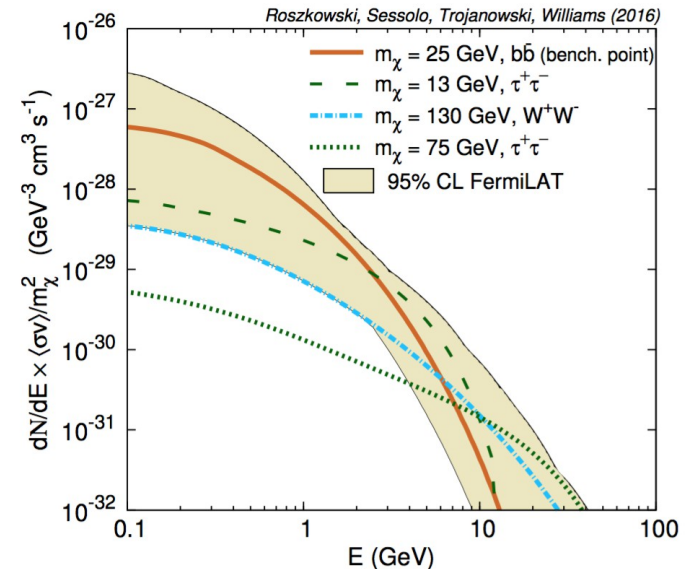 Roszkowski, Sessolo, Trojanowski, Williams (2016)
10⁻²⁶
10⁻²⁷
10⁻²⁸
10⁻²⁹
10⁻³⁰
10⁻³¹
10⁻³²
dN/dE × ⟨σv⟩/m²χ (GeV⁻³ cm³ s⁻¹)
mχ = 25 GeV, bb̄ (bench. point)
mχ = 13 GeV, τ⁺τ⁻
mχ = 130 GeV, W⁺W⁻
mχ = 75 GeV, τ⁺τ⁻
95% CL FermiLAT
0.1 1 10 100
E (GeV)